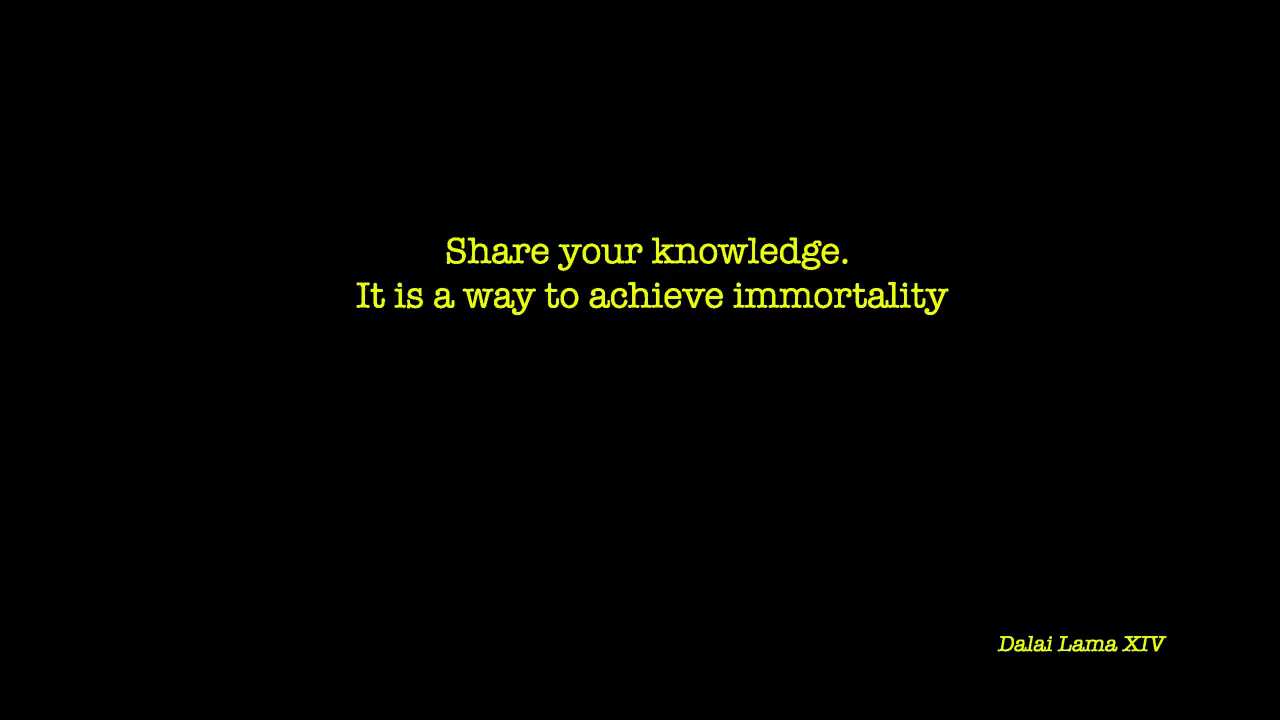 Share your knowledge.
It is a way to achieve immortality
Dalai Lama XIV